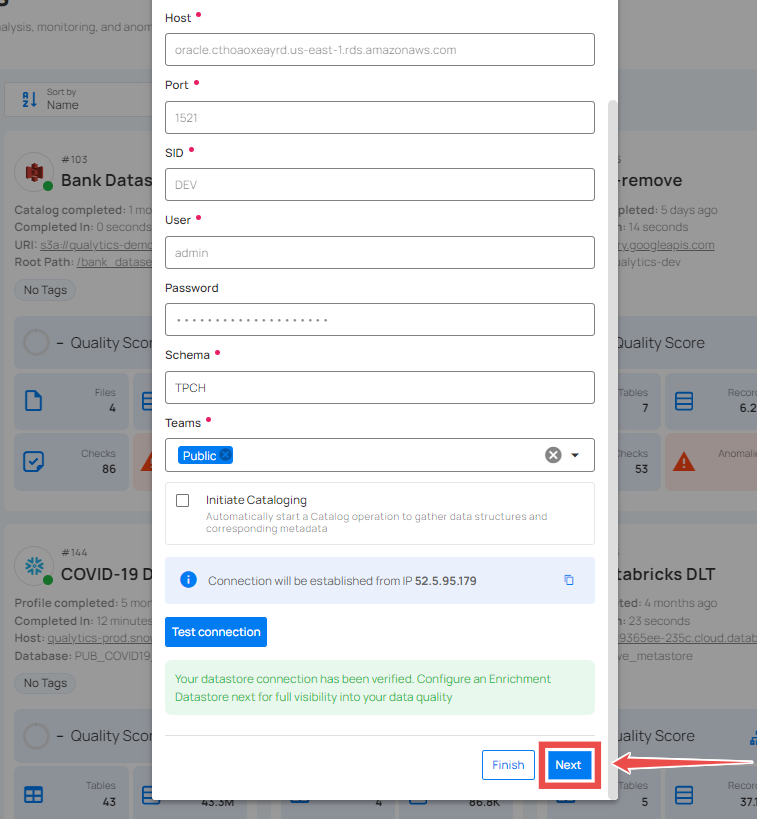 alysis, monitoring, and anom
Sort by
Name
#103
Bank Datas
Catalog completed: 1 mo
Completed In: 0 seconds
URI: s3a://qualytics-demo
Root Path: /bank_datase
No Tags
– Quality Scor
Files
4
Checks
86
#144
COVID-19 D
Profile completed: 5 mon
Completed In: 12 minutes
Host: qualytics-prod.snow
Database: PUB_COVID19_
No Tags
– Quality Scor
Tables
43
43.3M
Host •
oracle.cthoaoxeayrd.us-east-1.rds.amazonaws.com
Port •
1521
SID •
DEV
User •
admin
Password
••••••••••••••••••••
Schema •
TPCH
Teams •
Public
Initiate Cataloging
Automatically start a Catalog operation to gather data structures and
corresponding metadata
Connection will be established from IP 52.5.95.179
Test connection
Your datastore connection has been verified. Configure an Enrichment
Datastore next for full visibility into your data quality
Finish
Next
4
86.8K
-remove
pleted: 5 days ago
n: 14 seconds
ry.googleapis.com
ualytics-dev
Quality Score
Tables
7
Recor
6.2
Checks
53
Anomali
tabricks DLT
ted: 4 months ago
n: 23 seconds
9365ee-235c.cloud.datab
ve_metastore
uality Score
Tables
5
Recor
37.1